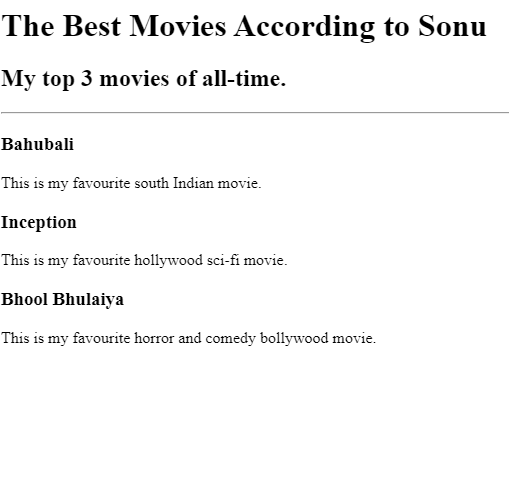 The Best Movies According to Sonu
My top 3 movies of all-time.
Bahubali
This is my favourite south Indian movie.
Inception
This is my favourite hollywood sci-fi movie.
Bhool Bhulaiya
This is my favourite horror and comedy bollywood movie.